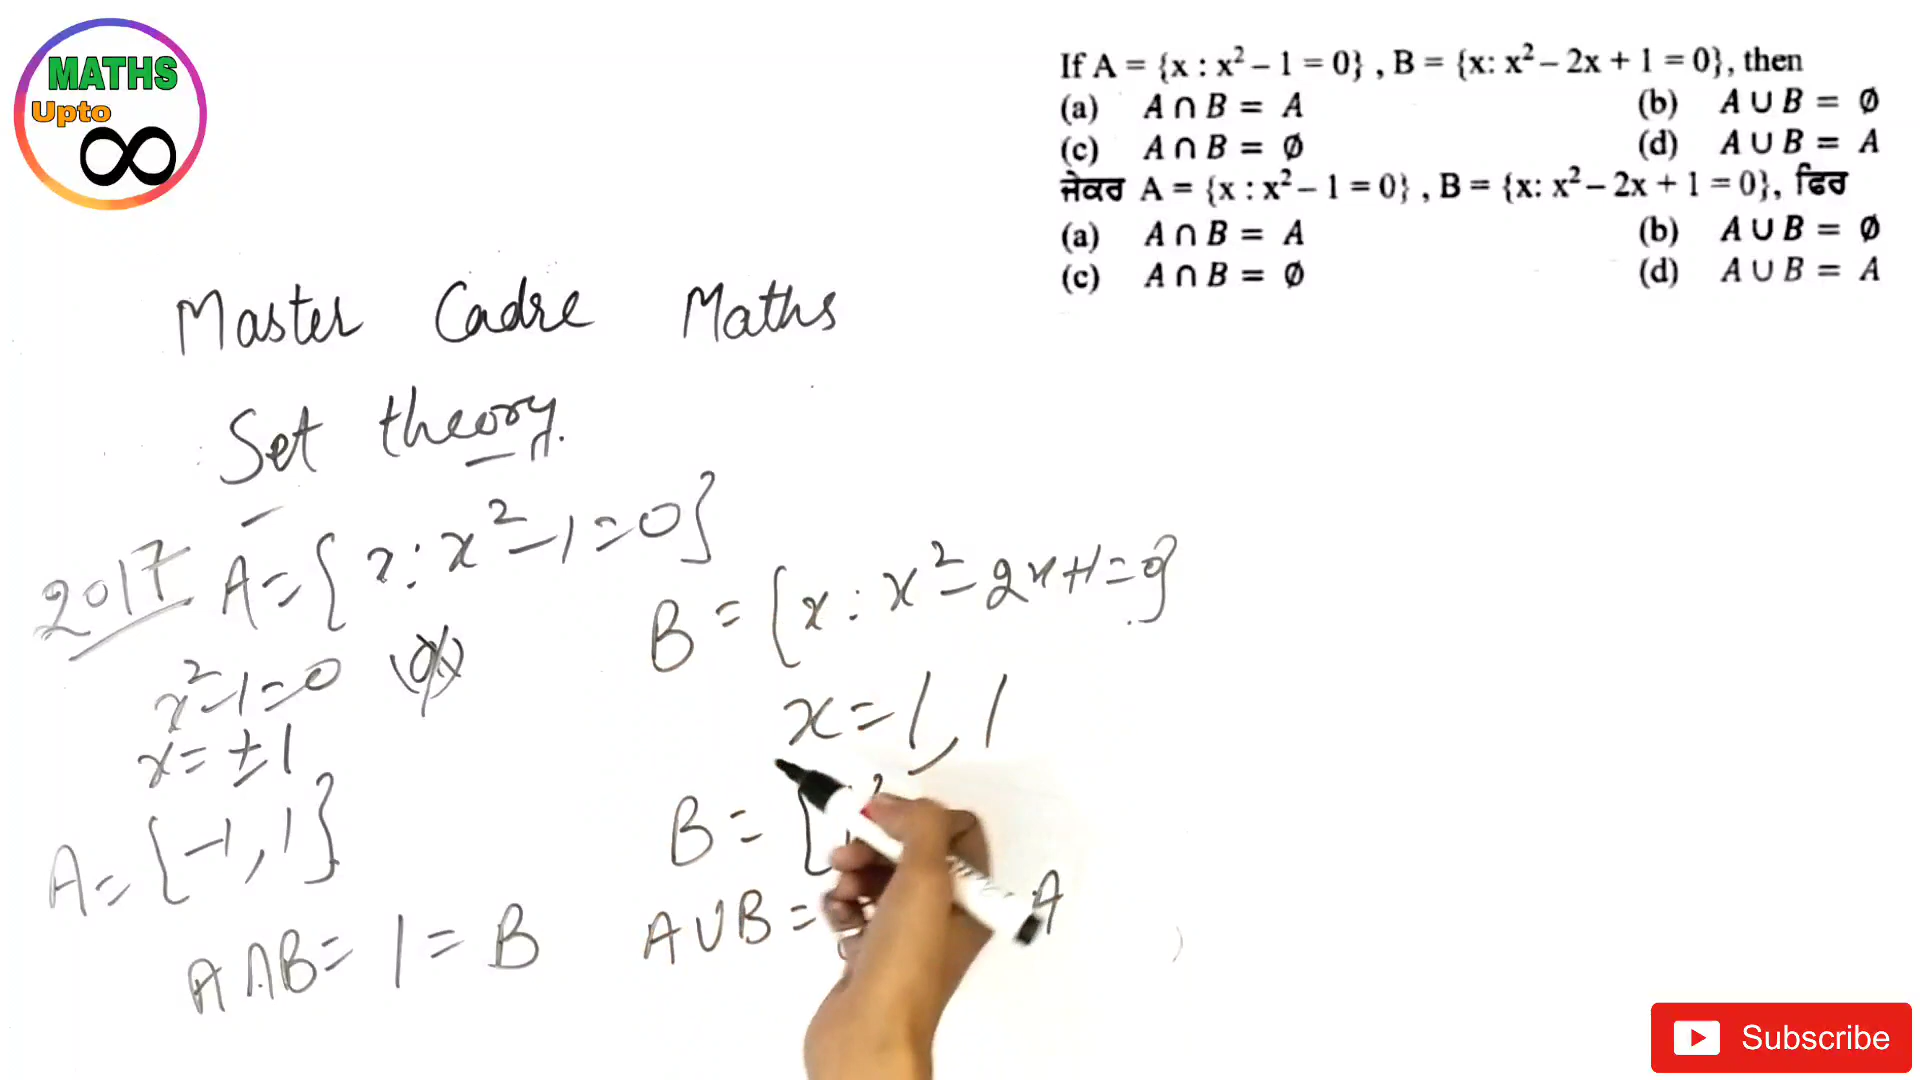 MATHS
Upto
∞
If A = {x : x² – 1 = 0} , B = {x: x² – 2x + 1 = 0}, then
(a) A ∩ B = A (b) A ∪ B = ∅
(c) A ∩ B = ∅ (d) A ∪ B = A
ਜੇਕਰ A = {x : x² – 1 = 0} , B = {x: x² – 2x + 1 = 0}, ਫਿਰ
(a) A ∩ B = A (b) A ∪ B = ∅
(c) A ∩ B = ∅ (d) A ∪ B = A
Master Cadre Maths
Set theory.
2017 A = {x : x² – 1 = 0}
B = {x : x² – 2x + 1 = 0}
x² – 1 = 0
x = ±1
x = 1, 1
A = {–1, 1}
B = {
A ∩ B = 1 = B
A ∪ B =
A
Subscribe